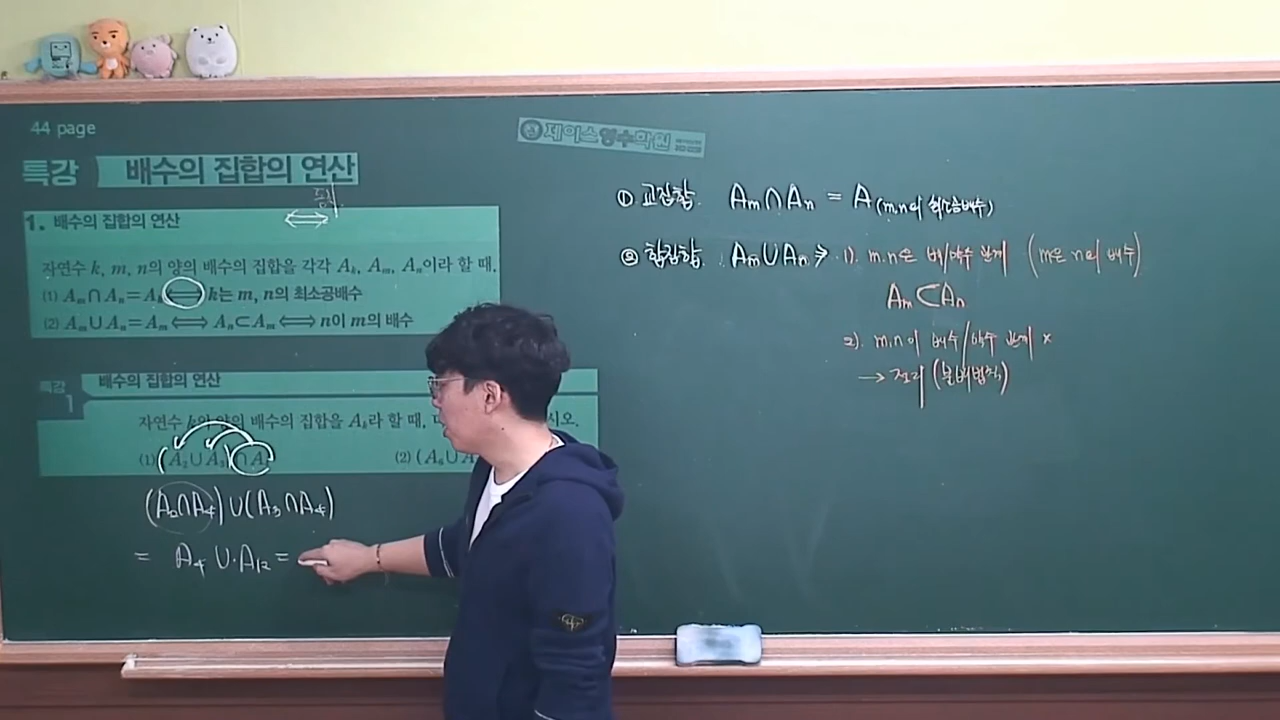 44 page
제이스영수학원
특강 배수의 집합의 연산
1. 배수의 집합의 연산
자연수 k, m, n의 양의 배수의 집합을 각각 Aₖ, Aₘ, Aₙ이라 할 때,
(1) Aₘ∩Aₙ=Aₖ⟺k는 m, n의 최소공배수
(2) Aₘ∪Aₙ=Aₘ⟺Aₙ⊂Aₘ⟺n이 m의 배수
특강 1 배수의 집합의 연산
자연수 k의 양의 배수의 집합을 Aₖ라 할 때, 시오.
(1) (A₂∪A₃)∩A (2) (A₆∪A
(A₂∩A₄)∪(A₃∩A₄)
= A₄∪A₁₂=
① 교집합. Aₘ∩Aₙ = A(m,n의 최소공배수)
② 합집합. Aₘ∪Aₙ ⇒ 1). m,n은 배/약수 관계 (m은 n의 배수)
Aₘ⊂Aₙ
2). m,n이 배수/약수 관계 x
→ 정리 (분배법칙)